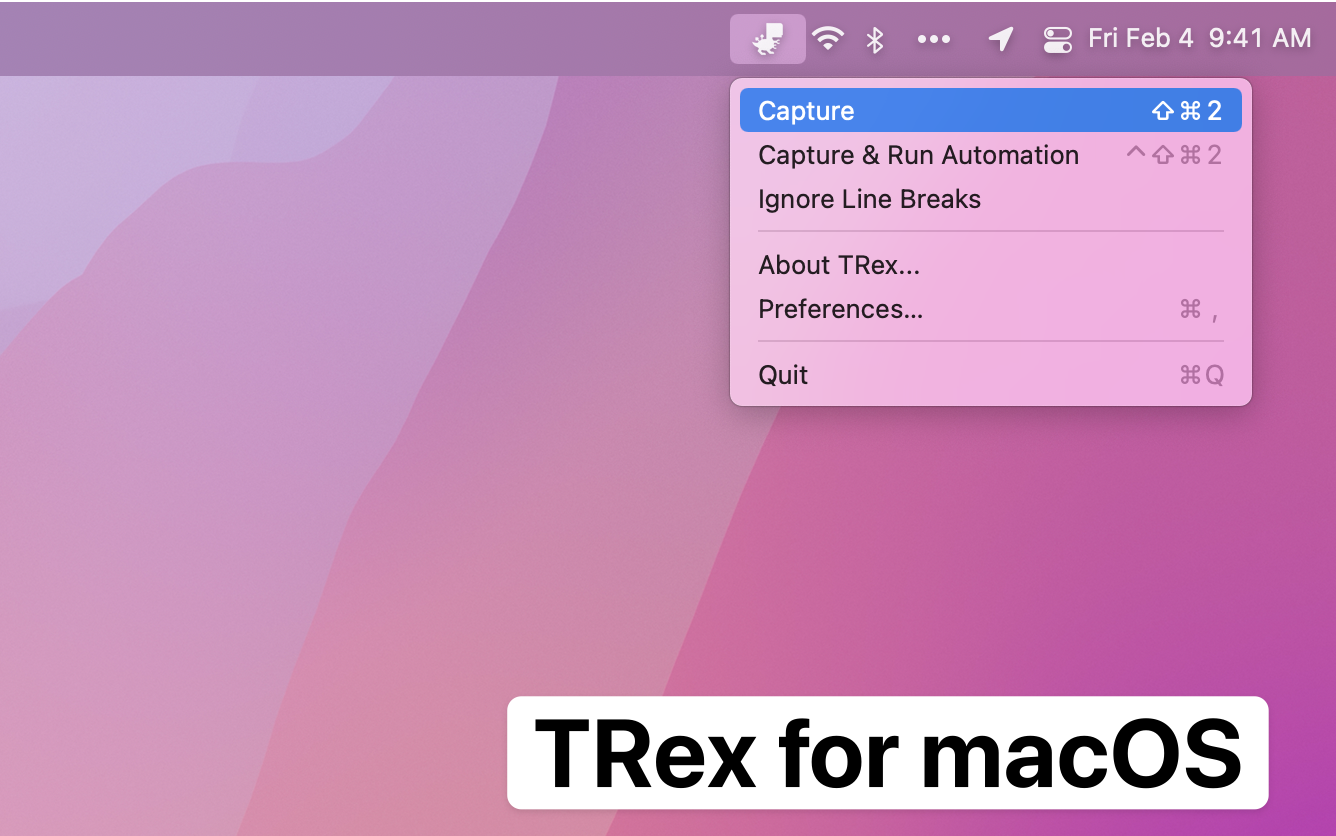 Fri Feb 4 9:41 AM
Capture ⇧⌘2
Capture & Run Automation ^⇧⌘2
Ignore Line Breaks
About TRex...
Preferences... ⌘,
Quit ⌘Q
TRex for macOS